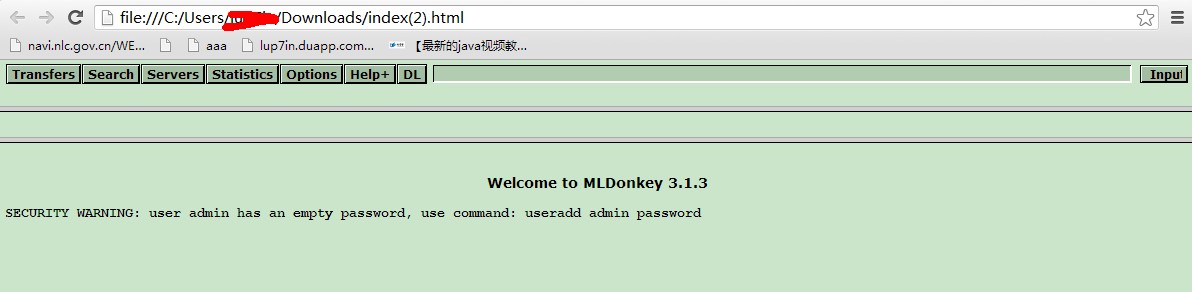 file:///C:/Users/ /Downloads/index(2).html
navi.nlc.gov.cn/WE... aaa lup7in.duapp.com... 【最新的java视频教...
Transfers Search Servers Statistics Options Help+ DL Input
Welcome to MLDonkey 3.1.3
SECURITY WARNING: user admin has an empty password, use command: useradd admin password